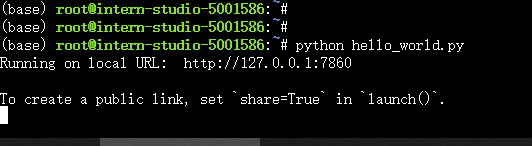 (base) root@intern-studio-5001586:~#
(base) root@intern-studio-5001586:~#
(base) root@intern-studio-5001586:~# python hello_world.py
Running on local URL:  http://127.0.0.1:7860

To create a public link, set `share=True` in `launch()`.